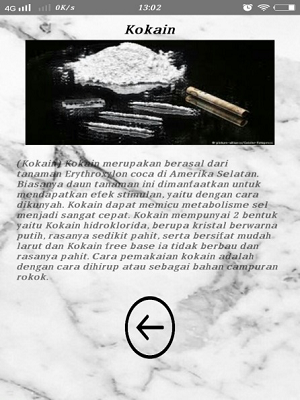 4G 0K/s 13:02
Kokain
(Kokain) Kokain merupakan berasal dari
tanaman Erythroxylon coca di Amerika Selatan.
Biasanya daun tanaman ini dimanfaatkan untuk
mendapatkan efek stimulan, yaitu dengan cara
dikunyah. Kokain dapat memicu metabolisme sel
menjadi sangat cepat. Kokain mempunyai 2 bentuk
yaitu Kokain hidroklorida, berupa kristal berwarna
putih, rasanya sedikit pahit, serta bersifat mudah
larut dan Kokain free base ia tidak berbau dan
rasanya pahit. Cara pemakaian kokain adalah
dengan cara dihirup atau sebagai bahan campuran
rokok.